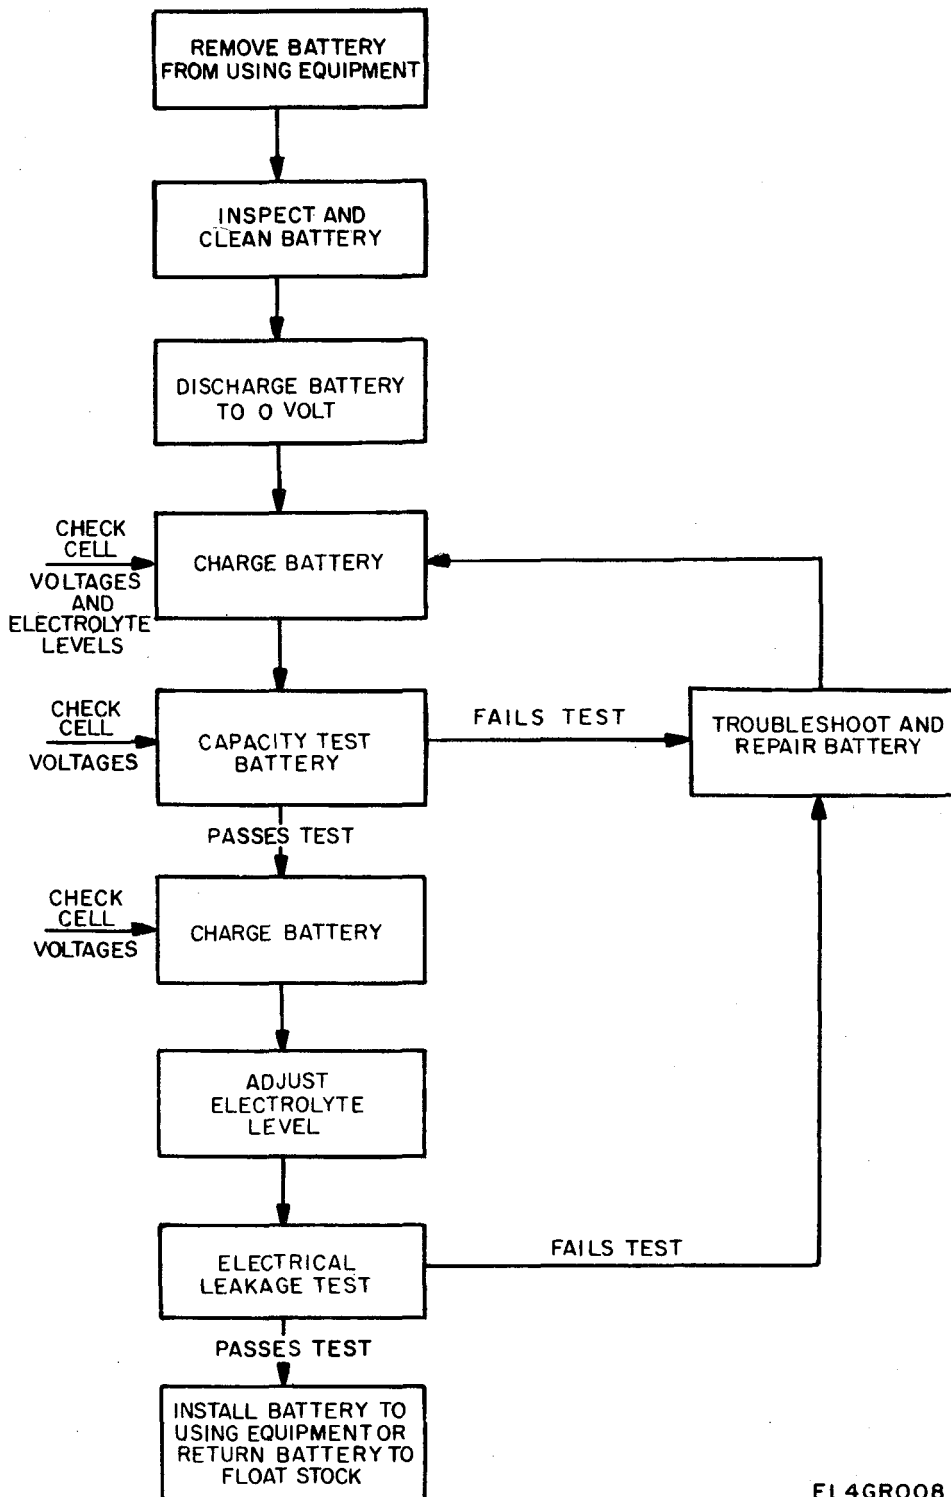 REMOVE BATTERY
FROM USING EQUIPMENT
INSPECT AND
CLEAN BATTERY
DISCHARGE BATTERY
TO 0 VOLT
CHECK
CELL
VOLTAGES
AND
ELECTROLYTE
LEVELS
CHARGE BATTERY
CHECK
CELL
VOLTAGES
CAPACITY TEST
BATTERY
FAILS TEST
TROUBLESHOOT AND
REPAIR BATTERY
PASSES TEST
CHECK
CELL
VOLTAGES
CHARGE BATTERY
ADJUST
ELECTROLYTE
LEVEL
ELECTRICAL
LEAKAGE TEST
FAILS TEST
PASSES TEST
INSTALL BATTERY TO
USING EQUIPMENT OR
RETURN BATTERY TO
FLOAT STOCK
EL4GR008